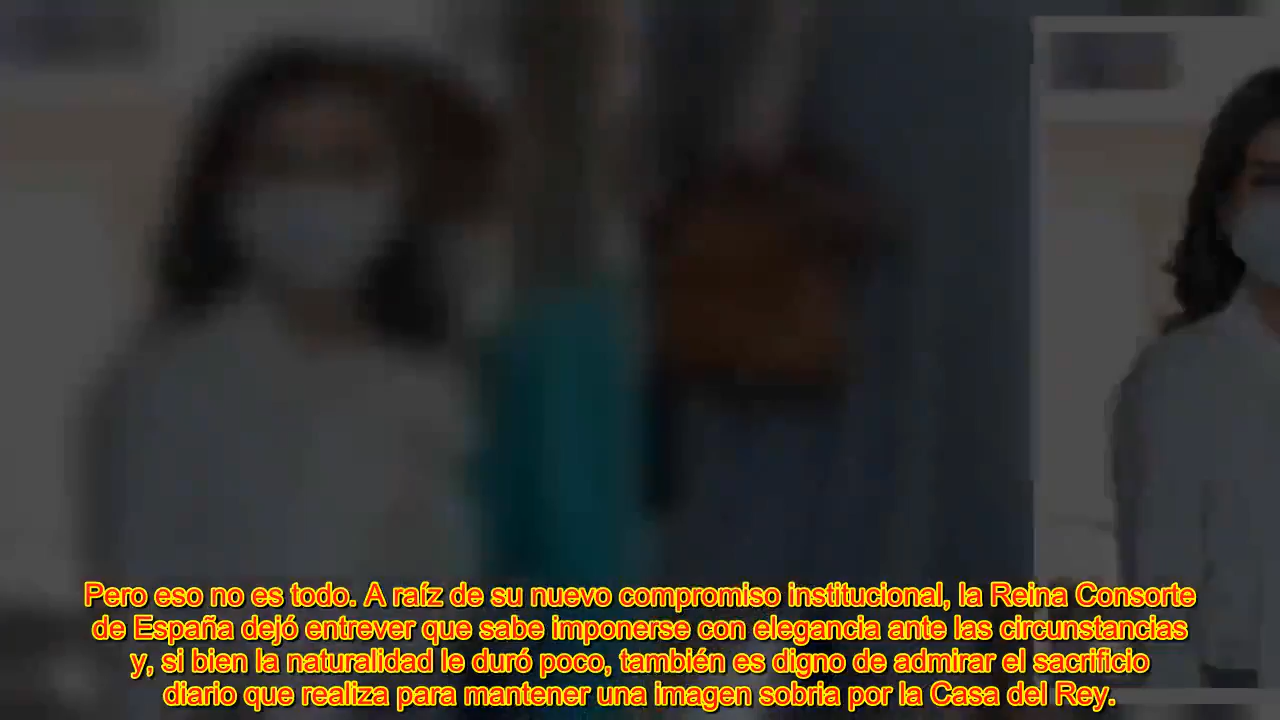 Pero eso no es todo. A raíz de su nuevo compromiso institucional, la Reina Consorte
de España dejó entrever que sabe imponerse con elegancia ante las circunstancias
y, si bien la naturalidad le duró poco, también es digno de admirar el sacrificio
diario que realiza para mantener una imagen sobria por la Casa del Rey.